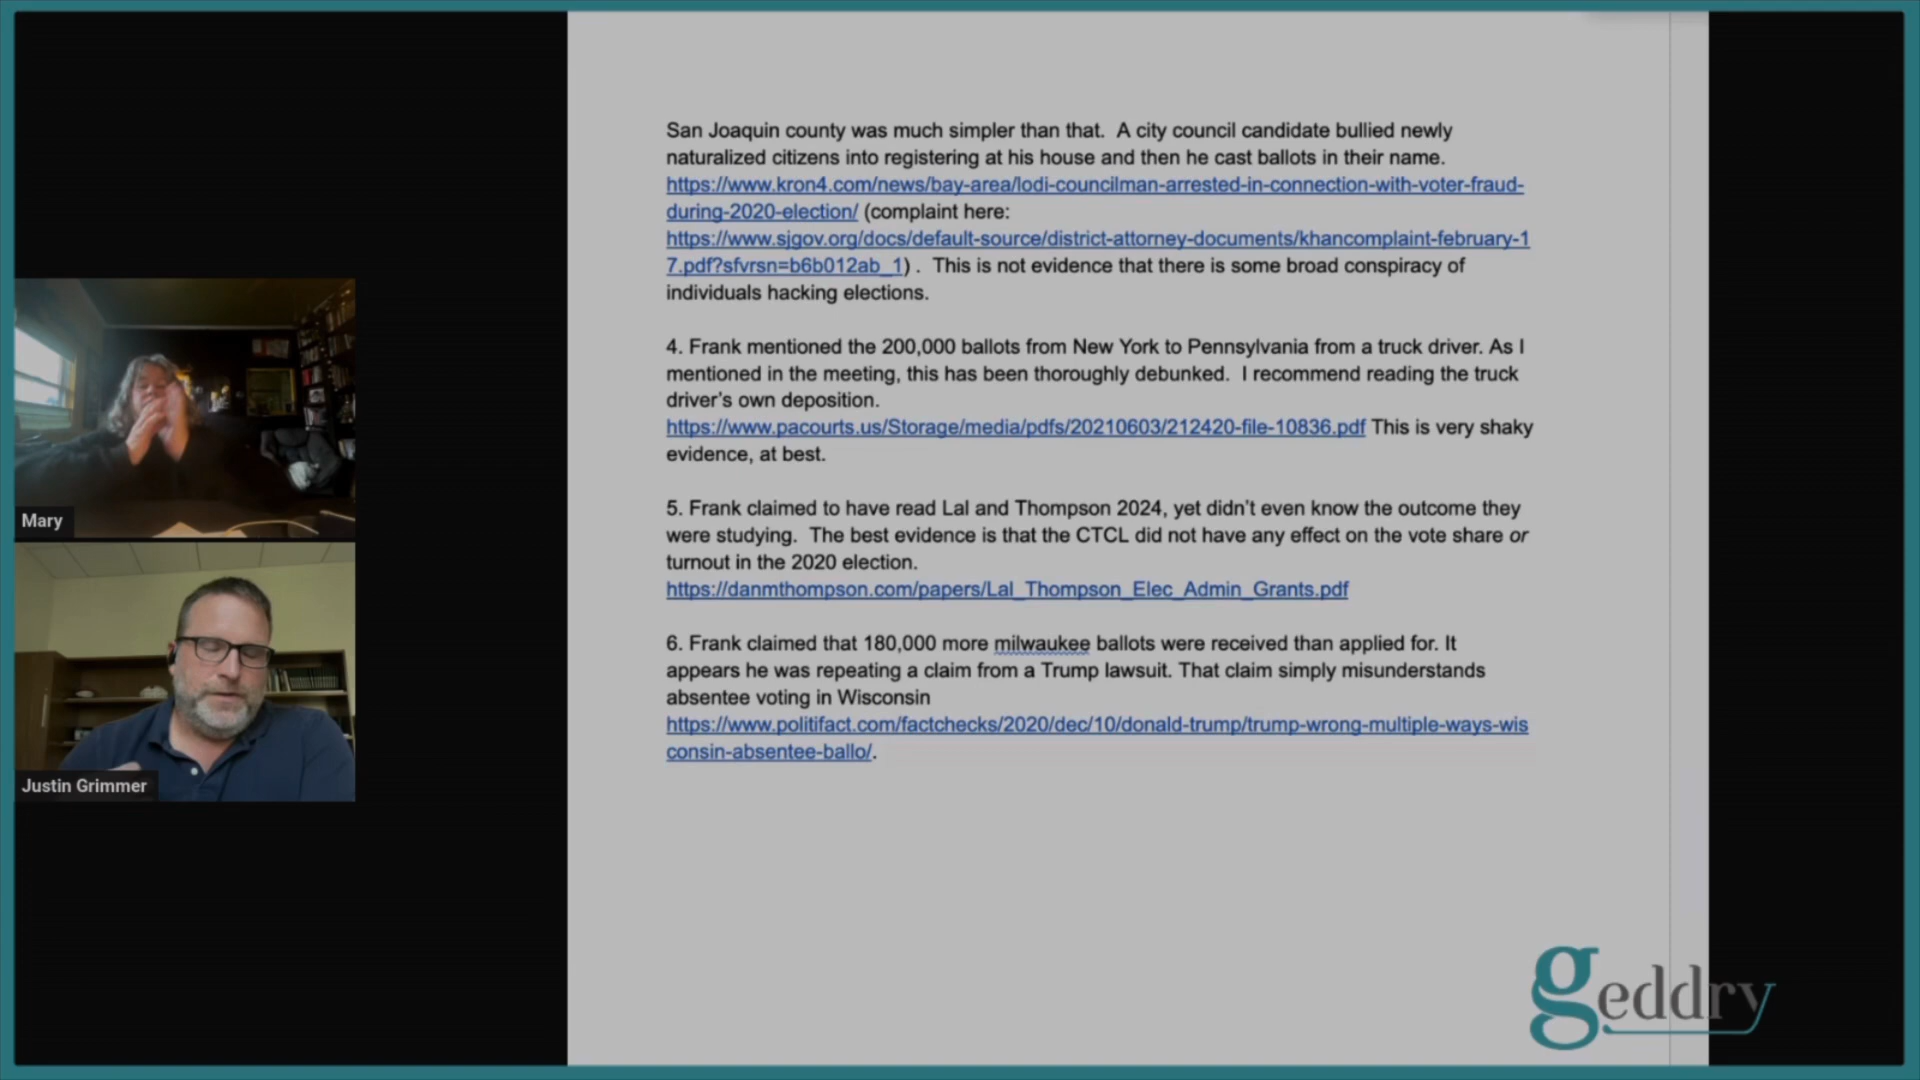 San Joaquin county was much simpler than that.  A city council candidate bullied newly
naturalized citizens into registering at his house and then he cast ballots in their name.
https://www.kron4.com/news/bay-area/lodi-councilman-arrested-in-connection-with-voter-fraud-
during-2020-election/ (complaint here:
https://www.sjgov.org/docs/default-source/district-attorney-documents/khancomplaint-february-1
7.pdf?sfvrsn=b6b012ab_1) .  This is not evidence that there is some broad conspiracy of
individuals hacking elections.
4. Frank mentioned the 200,000 ballots from New York to Pennsylvania from a truck driver. As I
mentioned in the meeting, this has been thoroughly debunked.  I recommend reading the truck
driver's own deposition.
https://www.pacourts.us/Storage/media/pdfs/20210603/212420-file-10836.pdf This is very shaky
evidence, at best.
5. Frank claimed to have read Lal and Thompson 2024, yet didn't even know the outcome they
were studying.  The best evidence is that the CTCL did not have any effect on the vote share or
turnout in the 2020 election.
https://danmthompson.com/papers/Lal_Thompson_Elec_Admin_Grants.pdf
6. Frank claimed that 180,000 more milwaukee ballots were received than applied for. It
appears he was repeating a claim from a Trump lawsuit. That claim simply misunderstands
absentee voting in Wisconsin
https://www.politifact.com/factchecks/2020/dec/10/donald-trump/trump-wrong-multiple-ways-wis
consin-absentee-ballo/.
Mary
Justin Grimmer
geddry